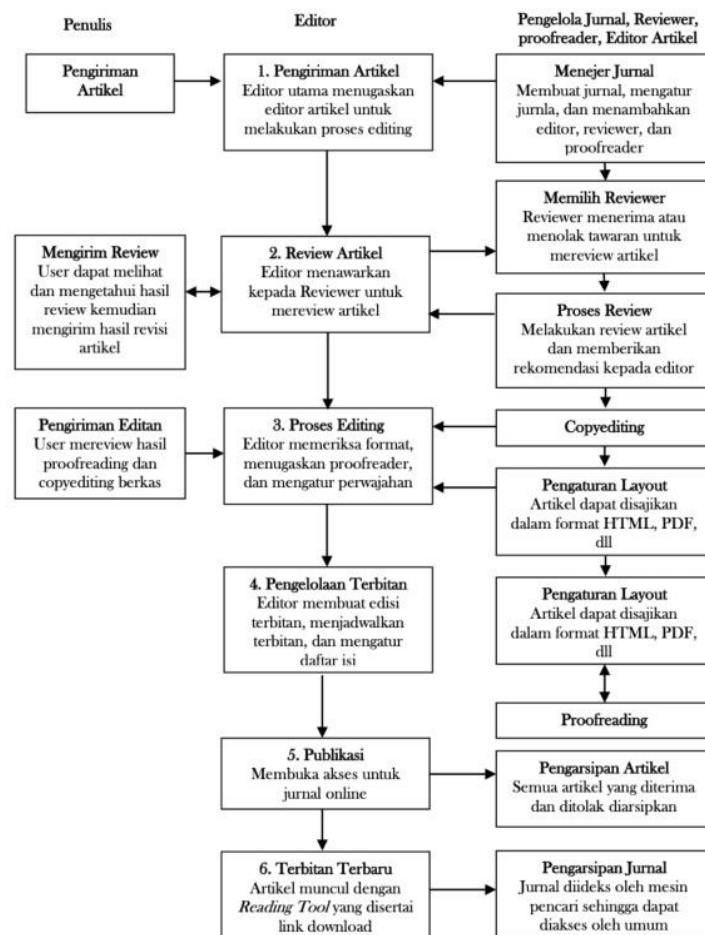 Penulis
Editor
Pengelola Jurnal, Reviewer,
proofreader, Editor Artikel
Pengiriman
Artikel
1. Pengiriman Artikel
Editor utama menugaskan
editor artikel untuk
melakukan proses editing
Menejer Jurnal
Membuat jurnal, mengatur
jurnla, dan menambahkan
editor, reviewer, dan
proofreader
Memilih Reviewer
Reviewer menerima atau
menolak tawaran untuk
mereview artikel
Mengirim Review
User dapat melihat
dan mengetahui hasil
review kemudian
mengirim hasil revisi
artikel
2. Review Artikel
Editor menawarkan
kepada Reviewer untuk
mereview artikel
Proses Review
Melakukan review artikel
dan memberikan
rekomendasi kepada editor
Pengiriman Editan
User mereview hasil
proofreading dan
copyediting berkas
3. Proses Editing
Editor memeriksa format,
menugaskan proofreader,
dan mengatur perwajahan
Copyediting
Pengaturan Layout
Artikel dapat disajikan
dalam format HTML, PDF,
dll
4. Pengelolaan Terbitan
Editor membuat edisi
terbitan, menjadwalkan
terbitan, dan mengatur
daftar isi
Pengaturan Layout
Artikel dapat disajikan
dalam format HTML, PDF,
dll
Proofreading
5. Publikasi
Membuka akses untuk
jurnal online
Pengarsipan Artikel
Semua artikel yang diterima
dan ditolak diarsipkan
6. Terbitan Terbaru
Artikel muncul dengan
Reading Tool yang disertai
link download
Pengarsipan Jurnal
Jurnal diideks oleh mesin
pencari sehingga dapat
diakses oleh umum